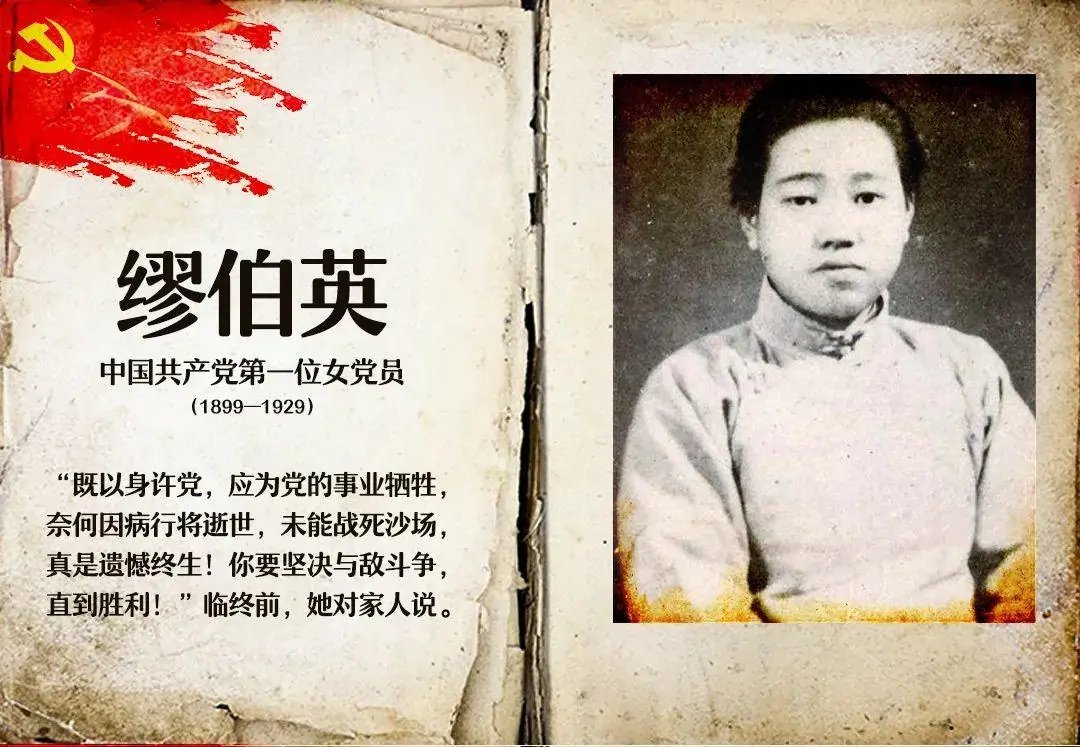 缪伯英
中国共产党第一位女党员
（1899—1929）
“既以身许党，应为党的事业牺牲，
奈何因病行将逝世，未能战死沙场，
真是遗憾终生！你要坚决与敌斗争，
直到胜利！”临终前，她对家人说。